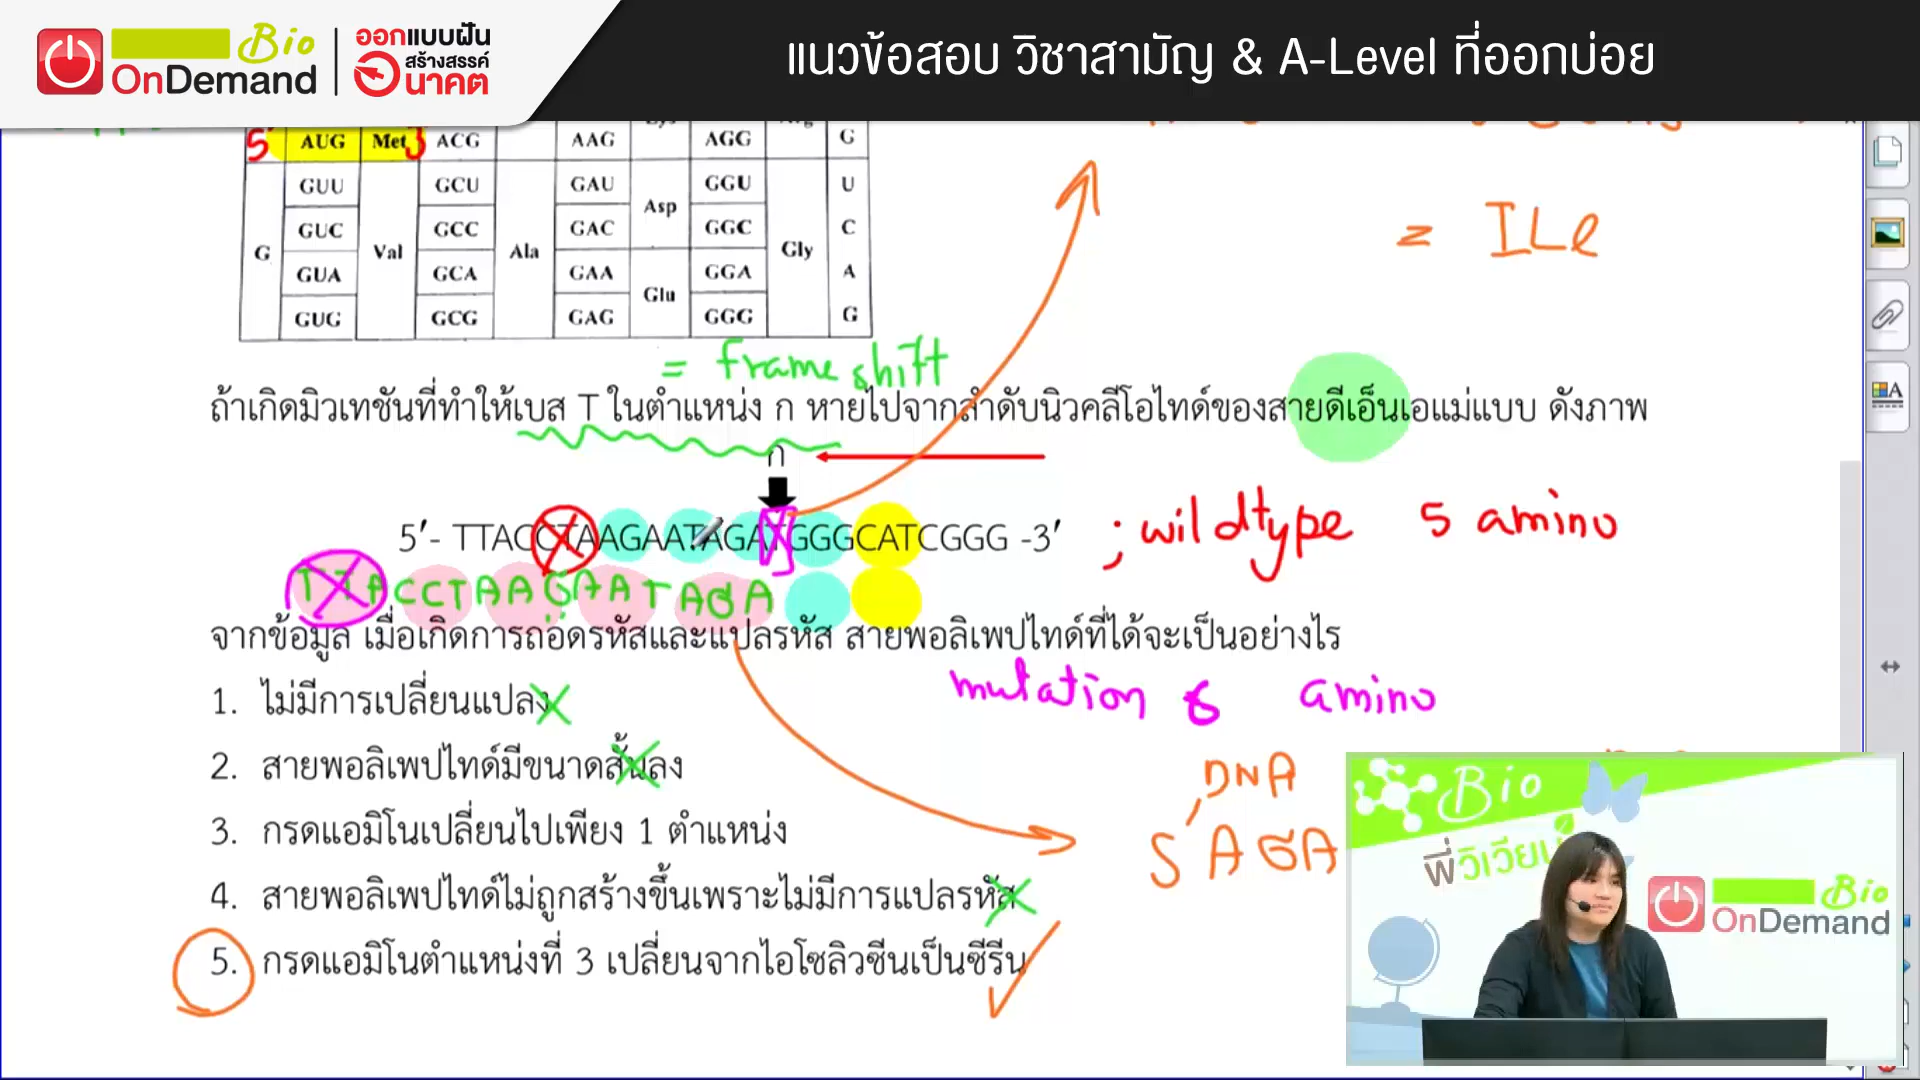 Bio
OnDemand
ออกแบบฝัน
สร้างสรรค์
อนาคต
แนวข้อสอบ วิชาสามัญ & A-Level ที่ออกบ่อย
5' AUG Met 3 ACG AAG AGG G
GUU GCU GAU GGU U
Asp
GUC GCC GAC GGC C
G Val Ala Gly
GUA GCA GAA GGA A
Glu
GUG GCG GAG GGG G
= ILe
= frame shift
ถ้าเกิดมิวเทชันที่ทำให้เบส T ในตำแหน่ง ก หายไปจากลำดับนิวคลีโอไทด์ของสายดีเอ็นเอแม่แบบ ดังภาพ
ก
5′- TTACCTAAGAATAGATGGGCATCGGG -3′ ; wildtype 5 amino
TTACCTAAGAATAGA
จากข้อมูล เมื่อเกิดการถอดรหัสและแปลรหัส สายพอลิเพปไทด์ที่ได้จะเป็นอย่างไร
mutation 6 amino
1. ไม่มีการเปลี่ยนแปลง
2. สายพอลิเพปไทด์มีขนาดสั้นลง
3. กรดแอมิโนเปลี่ยนไปเพียง 1 ตำแหน่ง
4. สายพอลิเพปไทด์ไม่ถูกสร้างขึ้นเพราะไม่มีการแปลรหัส
5. กรดแอมิโนตำแหน่งที่ 3 เปลี่ยนจากไอโซลิวซีนเป็นซีรีน
DNA
5' AGA
Bio
พี่วิเวียน
Bio
OnDemand